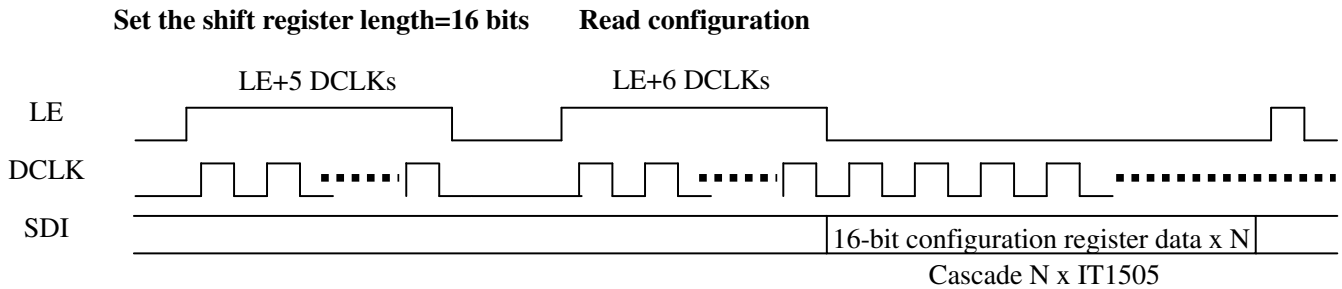 Set the shift register length=16 bits Read configuration
LE+5 DCLKs LE+6 DCLKs
LE
DCLK
SDI
16-bit configuration register data x N
Cascade N x IT1505